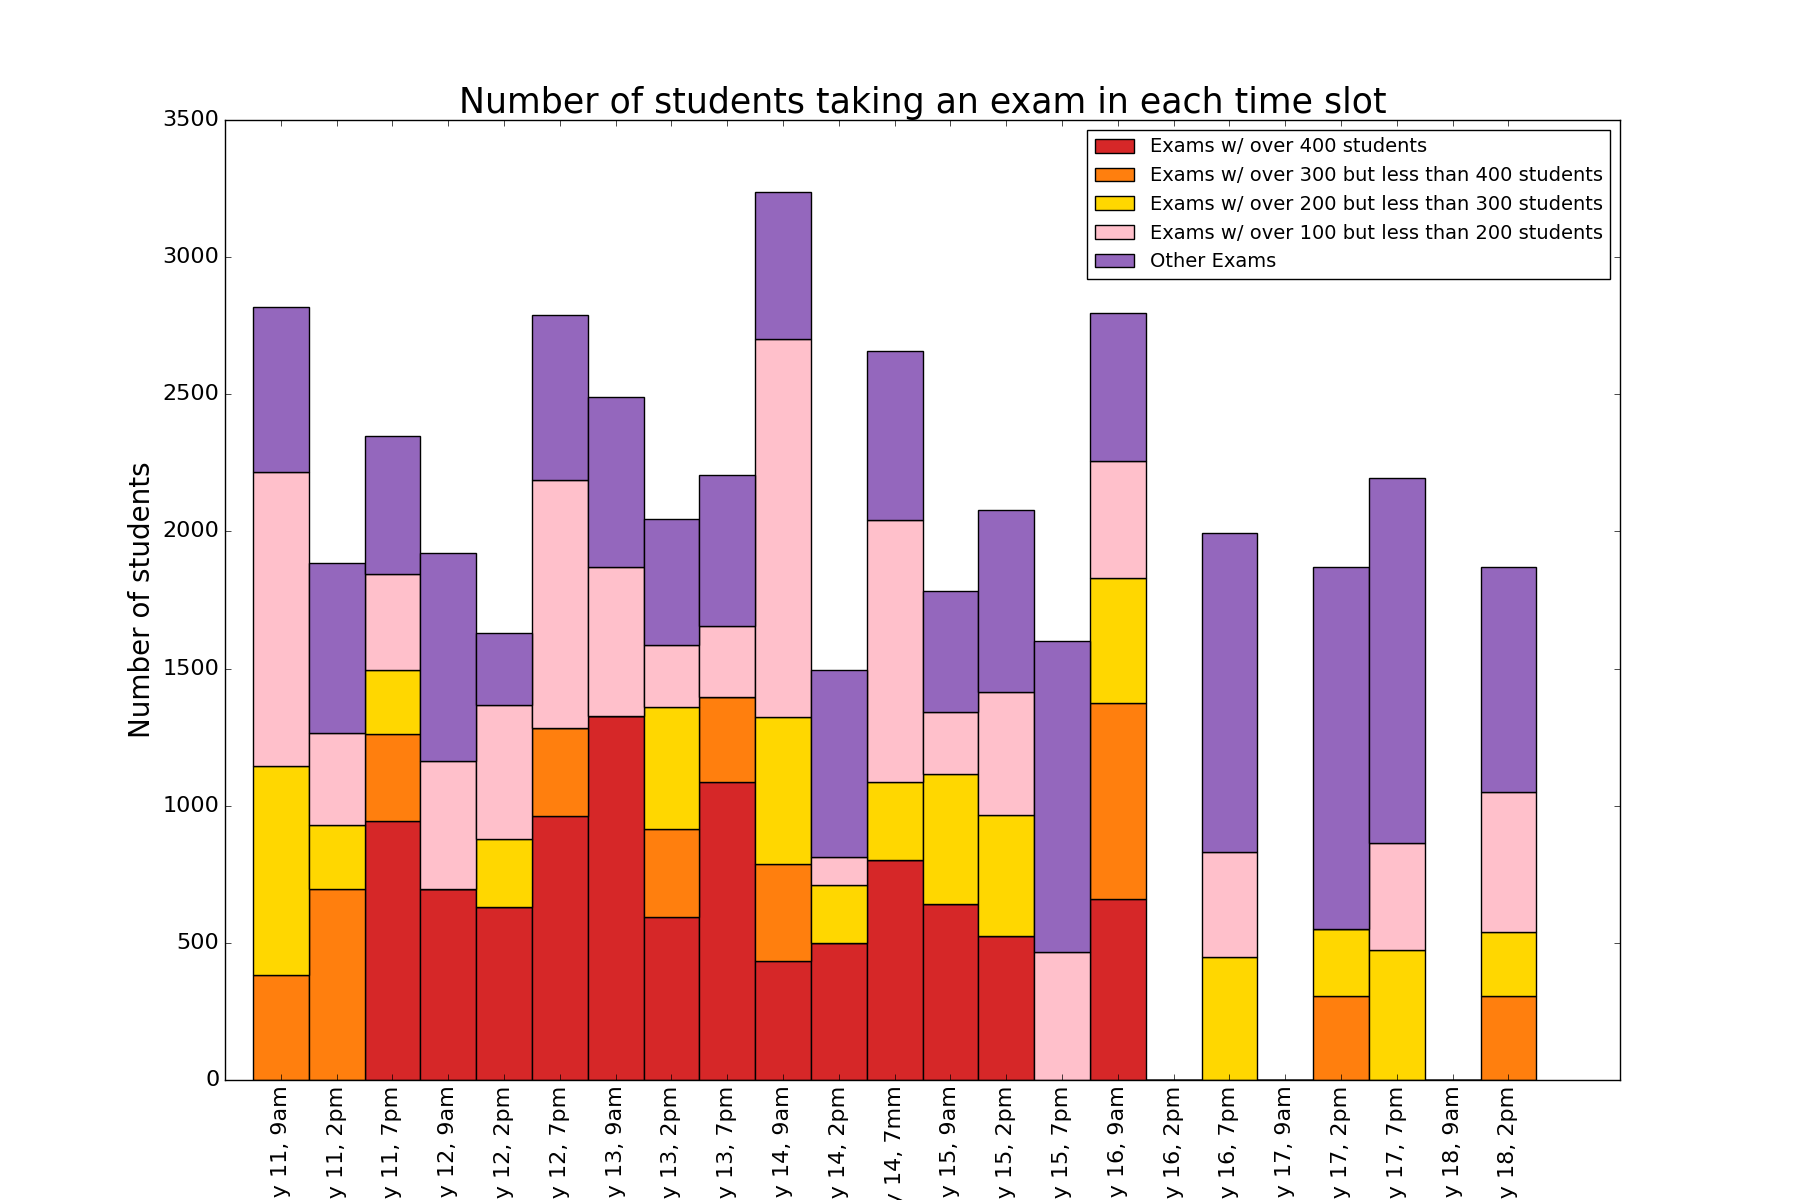 Number of students taking an exam in each time slot
Exams w/ over 400 students
Exams w/ over 300 but less than 400 students
Exams w/ over 200 but less than 300 students
Exams w/ over 100 but less than 200 students
Other Exams
Number of students
3500
3000
2500
2000
1500
1000
500
0
y 11, 9am
y 11, 2pm
y 11, 7pm
y 12, 9am
y 12, 2pm
y 12, 7pm
y 13, 9am
y 13, 2pm
y 13, 7pm
y 14, 9am
y 14, 2pm
y 14, 7mm
y 15, 9am
y 15, 2pm
y 15, 7pm
y 16, 9am
y 16, 2pm
y 16, 7pm
y 17, 9am
y 17, 2pm
y 17, 7pm
y 18, 9am
y 18, 2pm